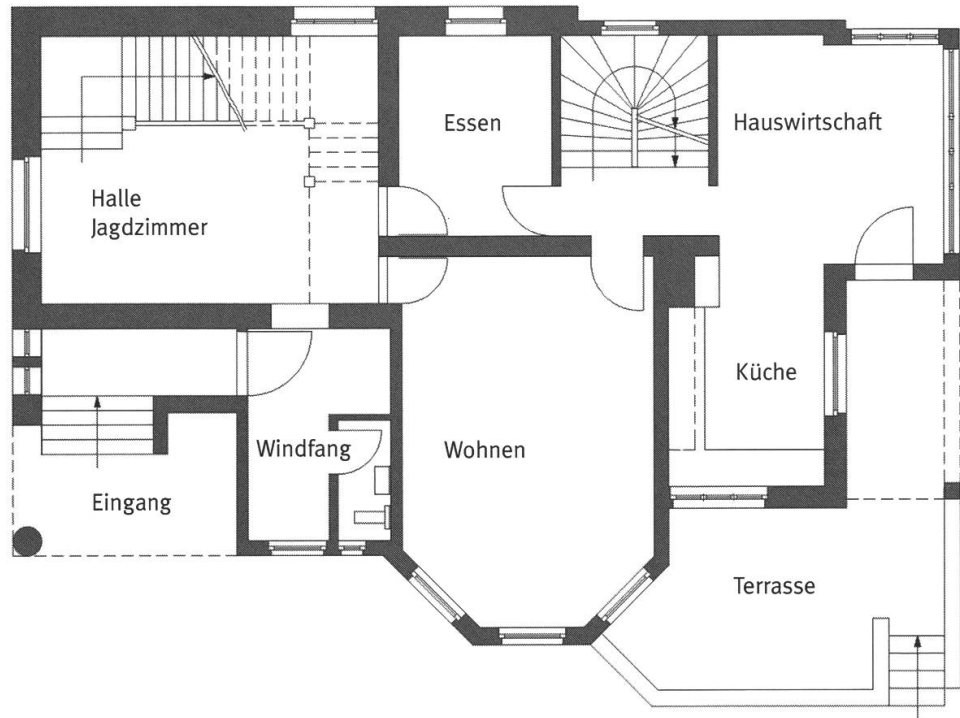 Essen
Hauswirtschaft
Halle
Jagdzimmer
Küche
Windfang
Wohnen
Eingang
Terrasse